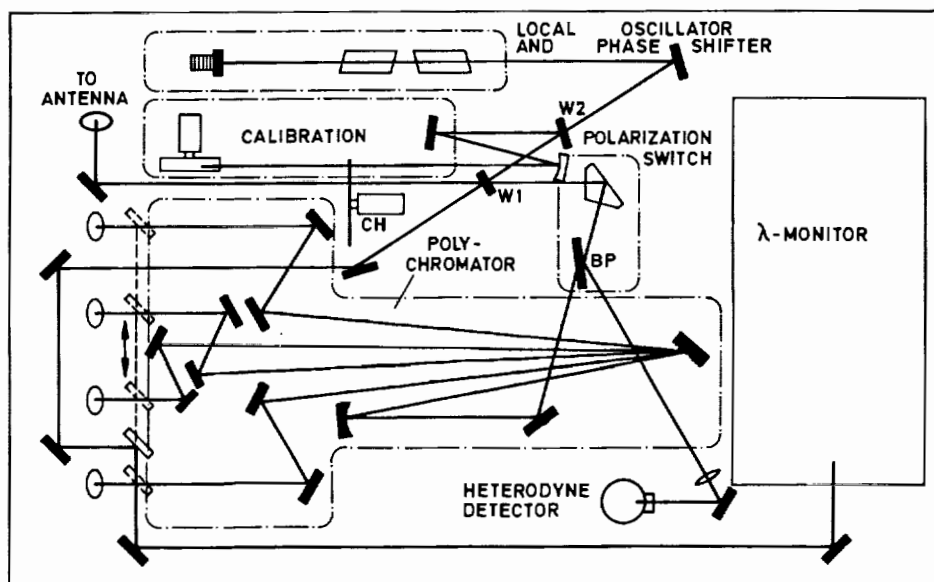 LOCAL OSCILLATOR
AND PHASE SHIFTER
TO
ANTENNA
W2
CALIBRATION
POLARIZATION
SWITCH
W1
CH
POLY-
CHROMATOR
BP
λ-MONITOR
HETERODYNE
DETECTOR